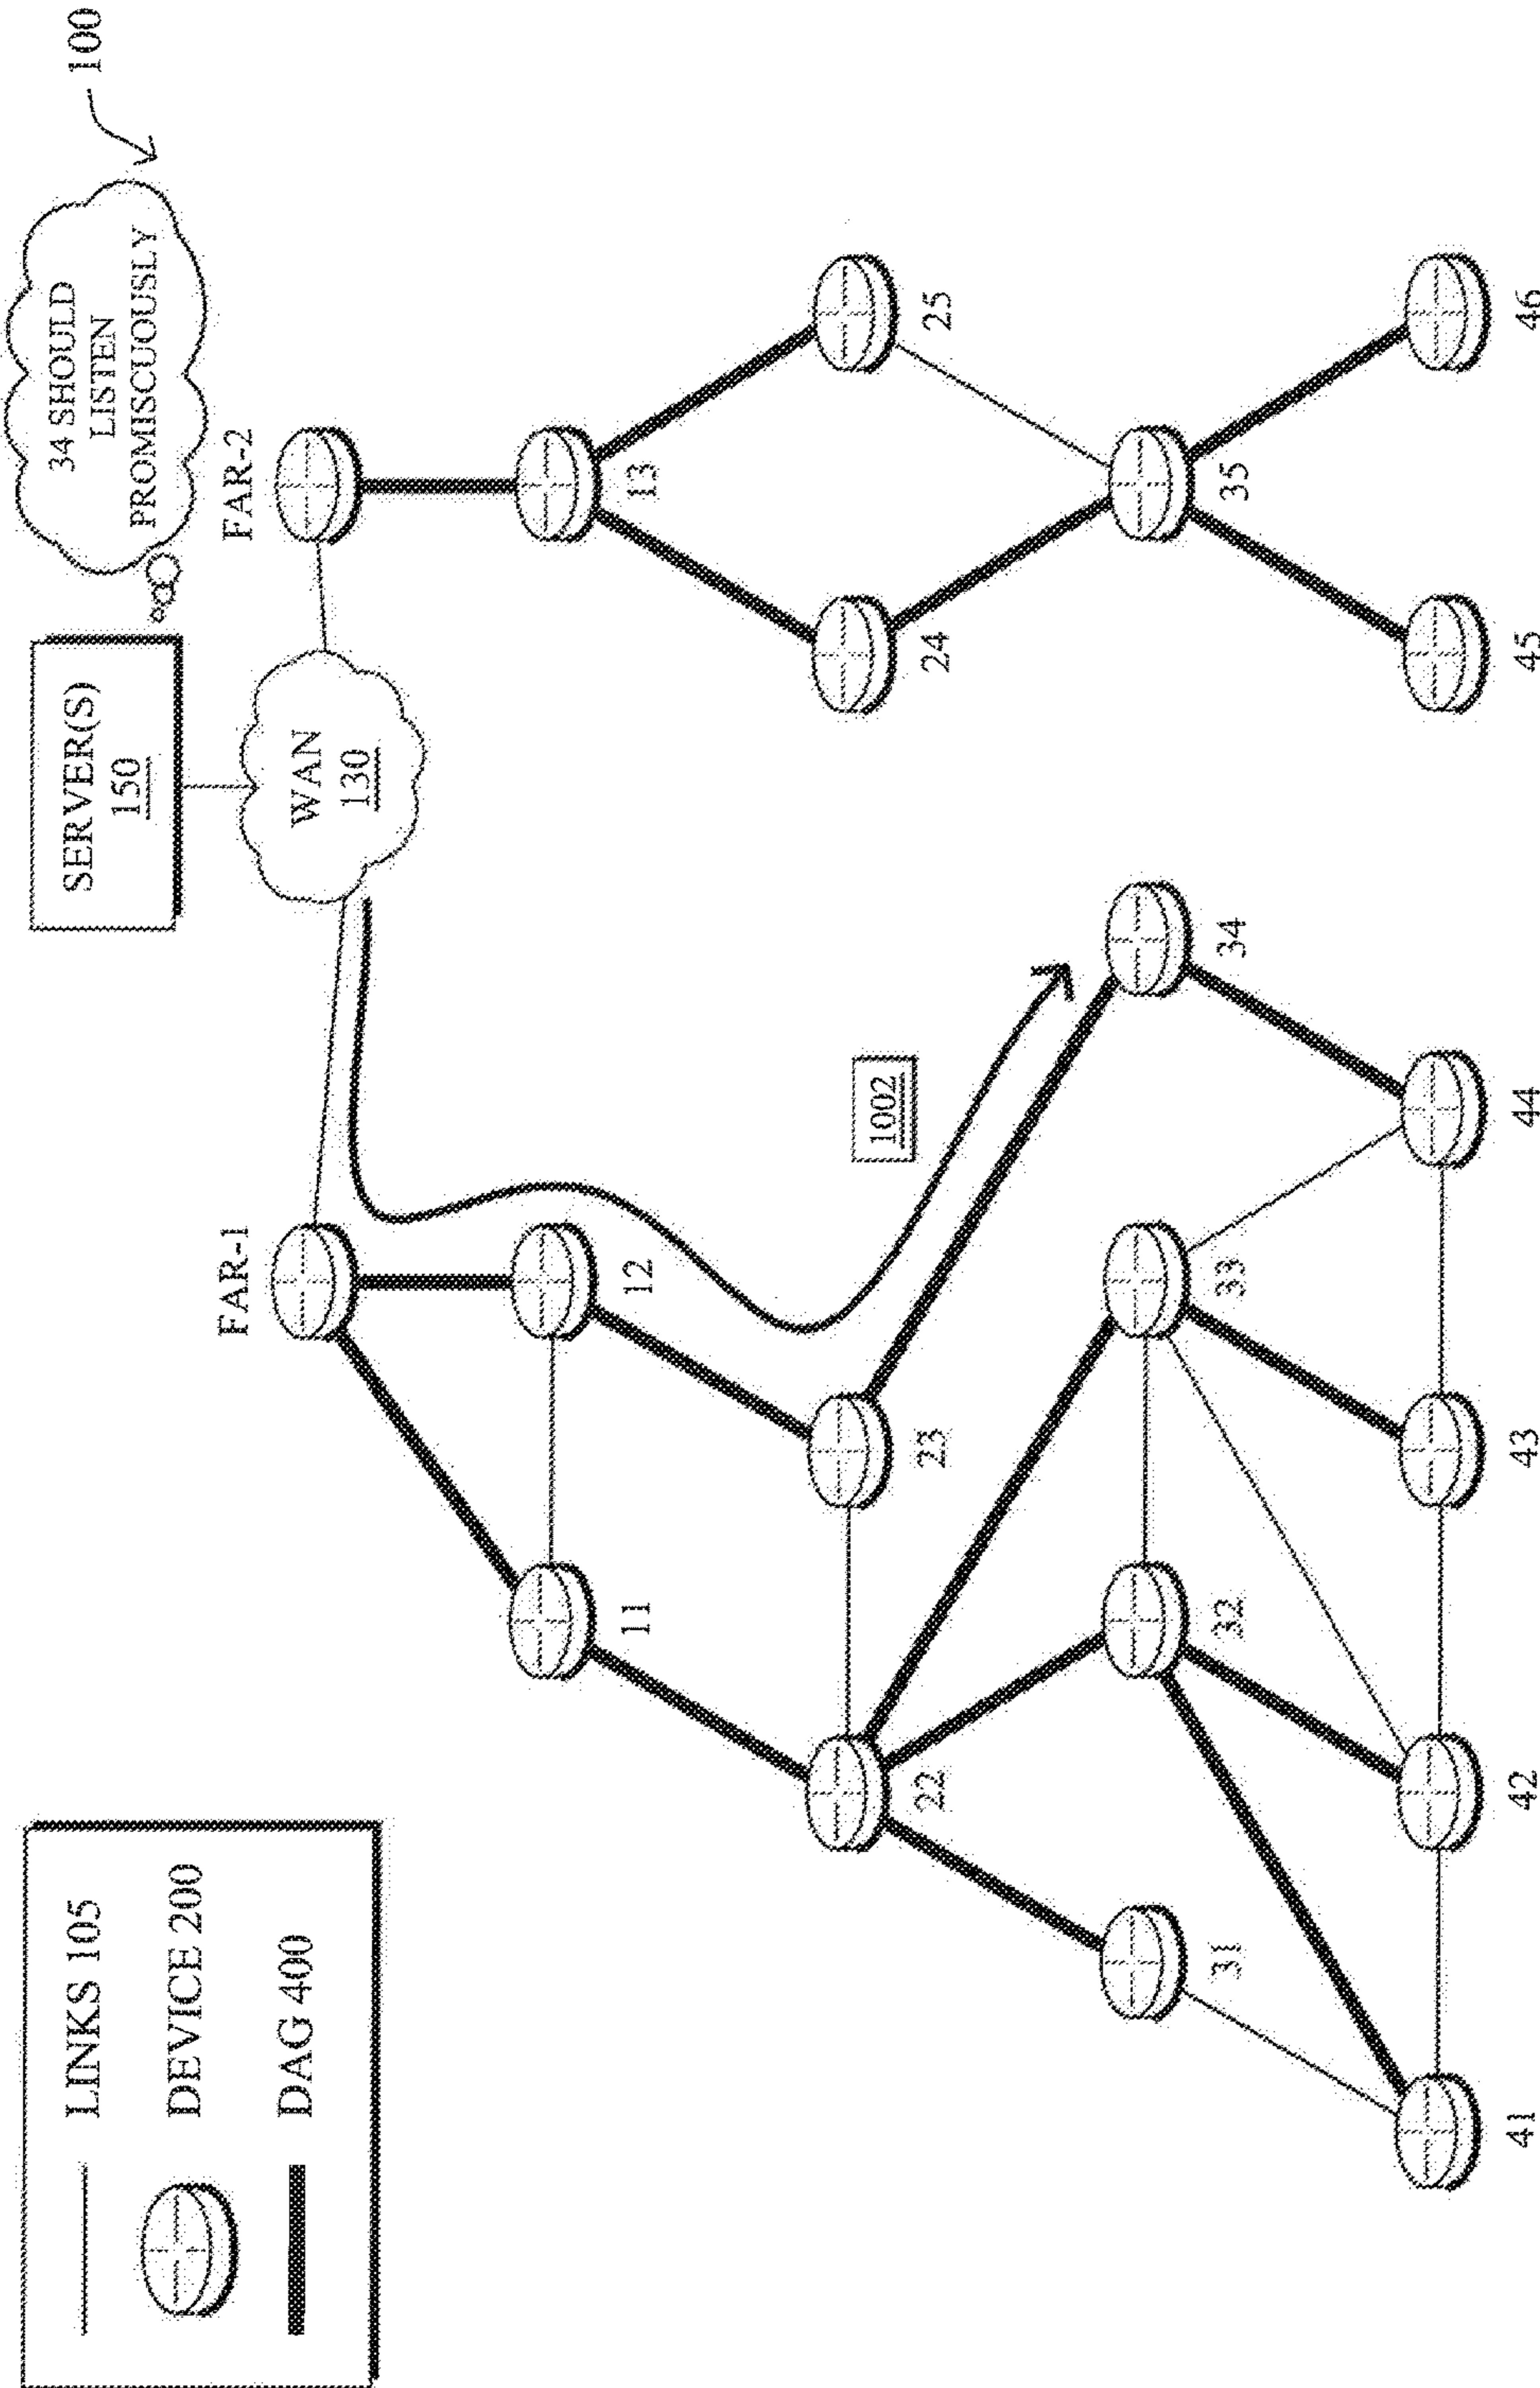 LINKS 105
DEVICE 200
DAG 400
SERVER(S)
150
34 SHOULD
LISTEN
PROMISCUOUSLY
100
WAN
130
FAR-1
FAR-2
11
12
13
1002
22
23
24
25
31
32
33
34
35
41
42
43
44
45
46